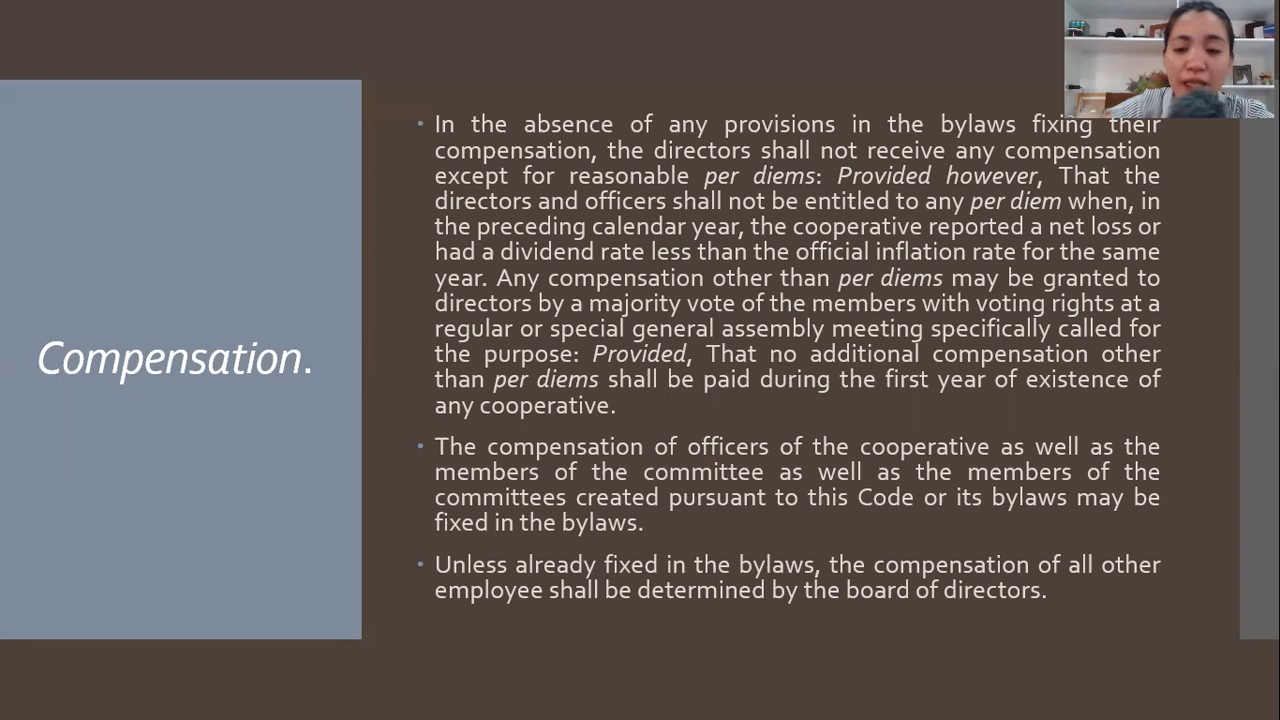 Compensation.
• In the absence of any provisions in the bylaws fixing their
compensation, the directors shall not receive any compensation
except for reasonable per diems: Provided however, That the
directors and officers shall not be entitled to any per diem when, in
the preceding calendar year, the cooperative reported a net loss or
had a dividend rate less than the official inflation rate for the same
year. Any compensation other than per diems may be granted to
directors by a majority vote of the members with voting rights at a
regular or special general assembly meeting specifically called for
the purpose: Provided, That no additional compensation other
than per diems shall be paid during the first year of existence of
any cooperative.
• The compensation of officers of the cooperative as well as the
members of the committee as well as the members of the
committees created pursuant to this Code or its bylaws may be
fixed in the bylaws.
• Unless already fixed in the bylaws, the compensation of all other
employee shall be determined by the board of directors.